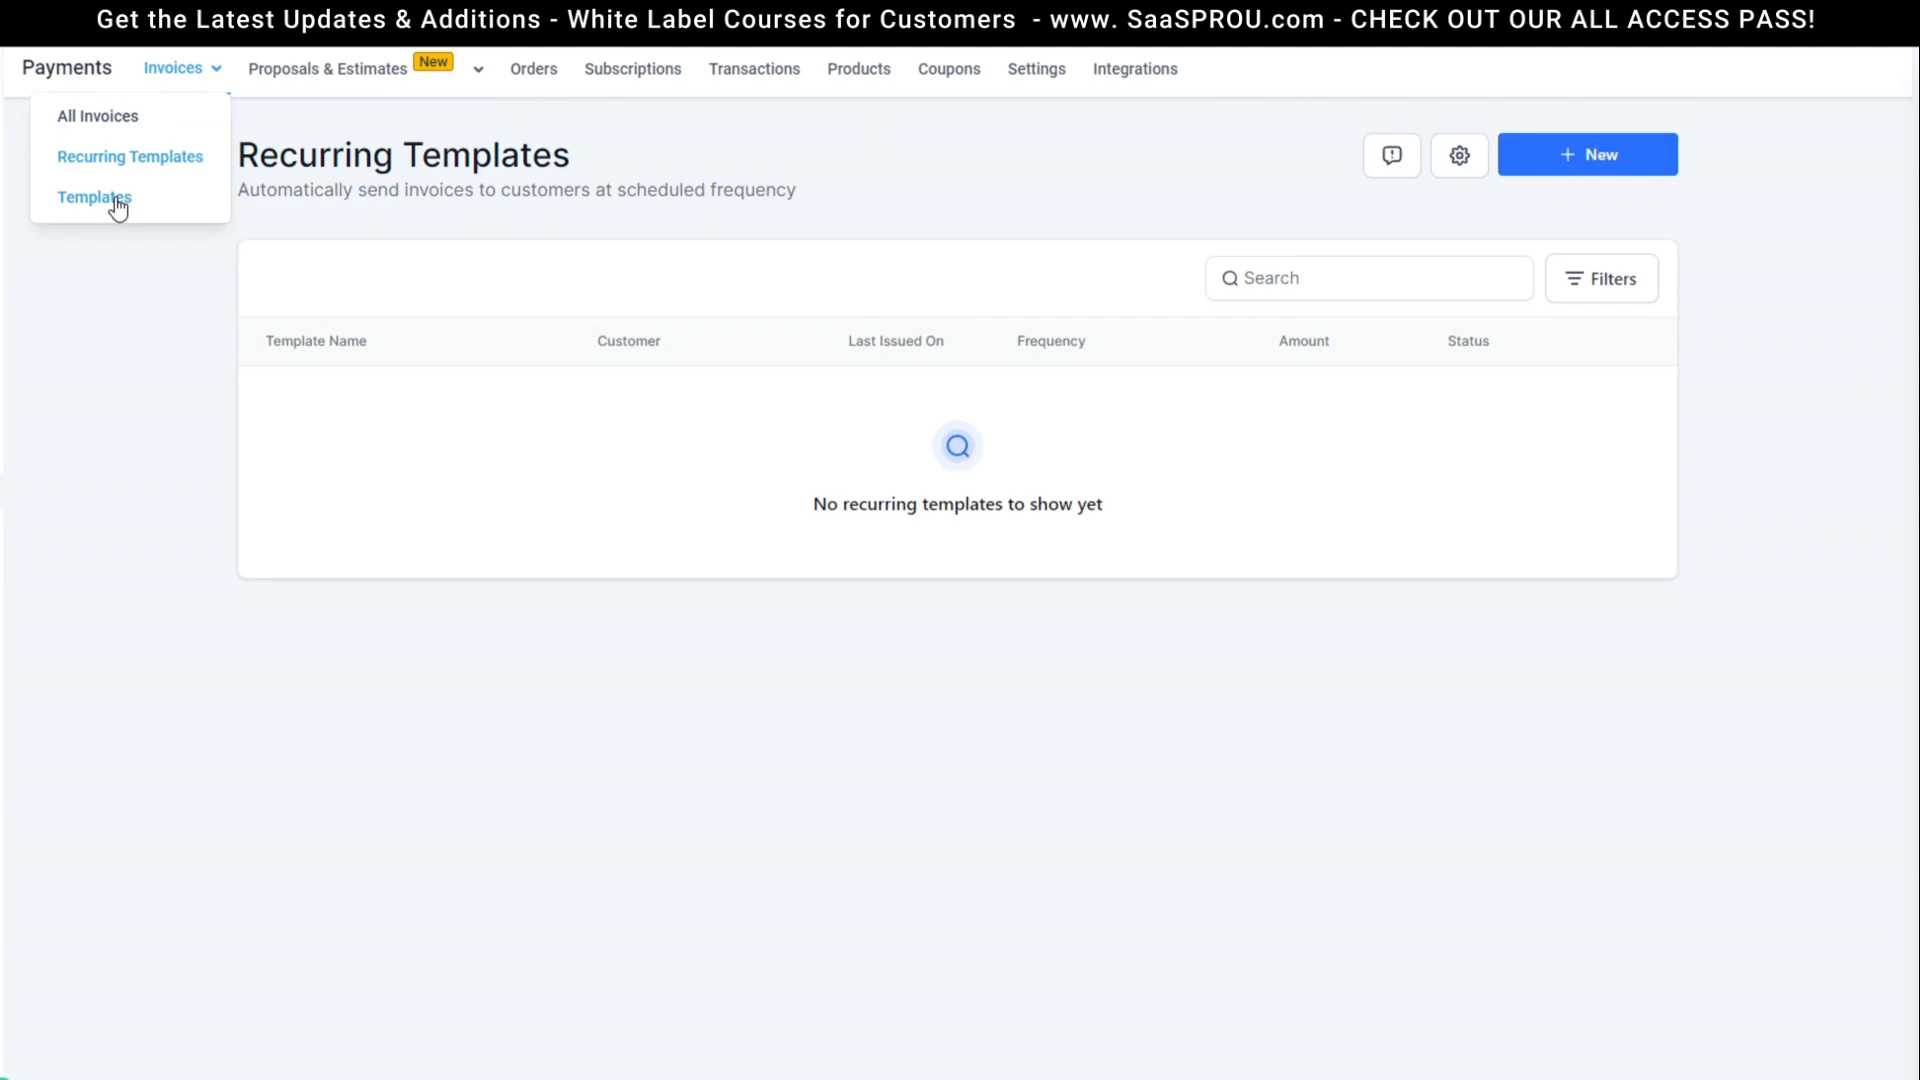 Get the Latest Updates & Additions - White Label Courses for Customers - www. SaaSPROU.com - CHECK OUT OUR ALL ACCESS PASS!
Payments Invoices Proposals & Estimates New Orders Subscriptions Transactions Products Coupons Settings Integrations
All Invoices
Recurring Templates
Templates
Recurring Templates
Automatically send invoices to customers at scheduled frequency
+ New
Search Filters
Template Name Customer Last Issued On Frequency Amount Status
No recurring templates to show yet